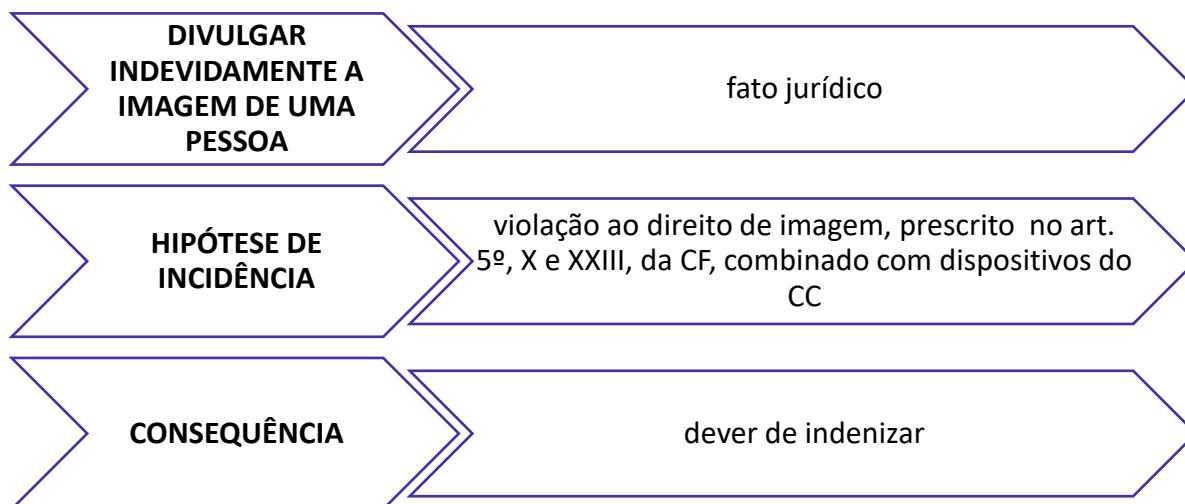 DIVULGAR
INDEVIDAMENTE A
IMAGEM DE UMA
PESSOA
fato jurídico
HIPÓTESE DE
INCIDÊNCIA
violação ao direito de imagem, prescrito no art.
5º, X e XXIII, da CF, combinado com dispositivos do
CC
CONSEQUÊNCIA
dever de indenizar